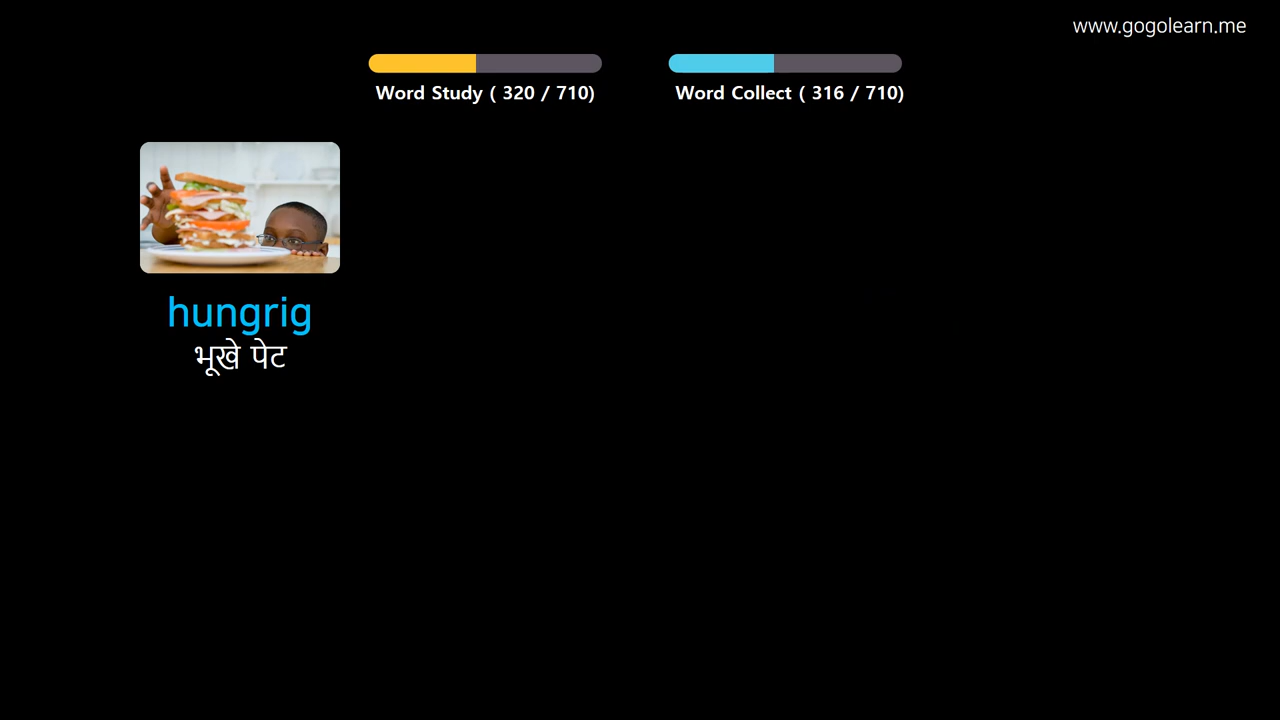 www.gogolearn.me
Word Study ( 320 / 710)
Word Collect ( 316 / 710)
hungrig
भूखे पेट